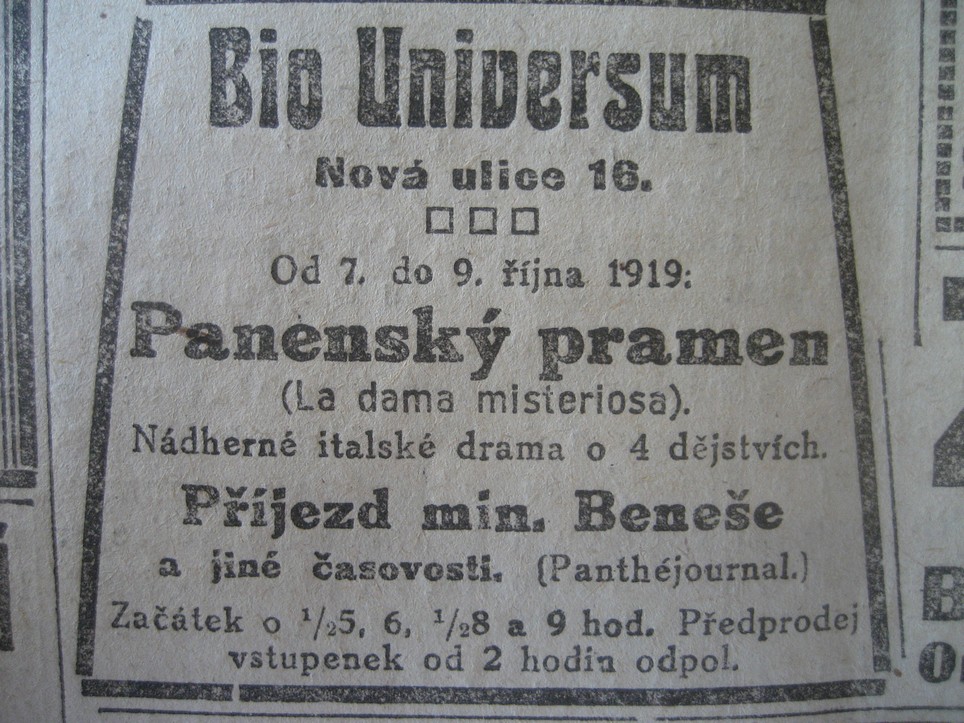 Bio Universum
Nová ulice 16.
Od 7. do 9. října 1919:
Panenský pramen
(La dama misteriosa).
Nádherné italské drama o 4 dějstvích.
Příjezd min. Beneše
a jiné časovosti. (Panthéjournal.)
Začátek o ½5, 6, ½8 a 9 hod. Předprodej
vstupenek od 2 hodin odpol.